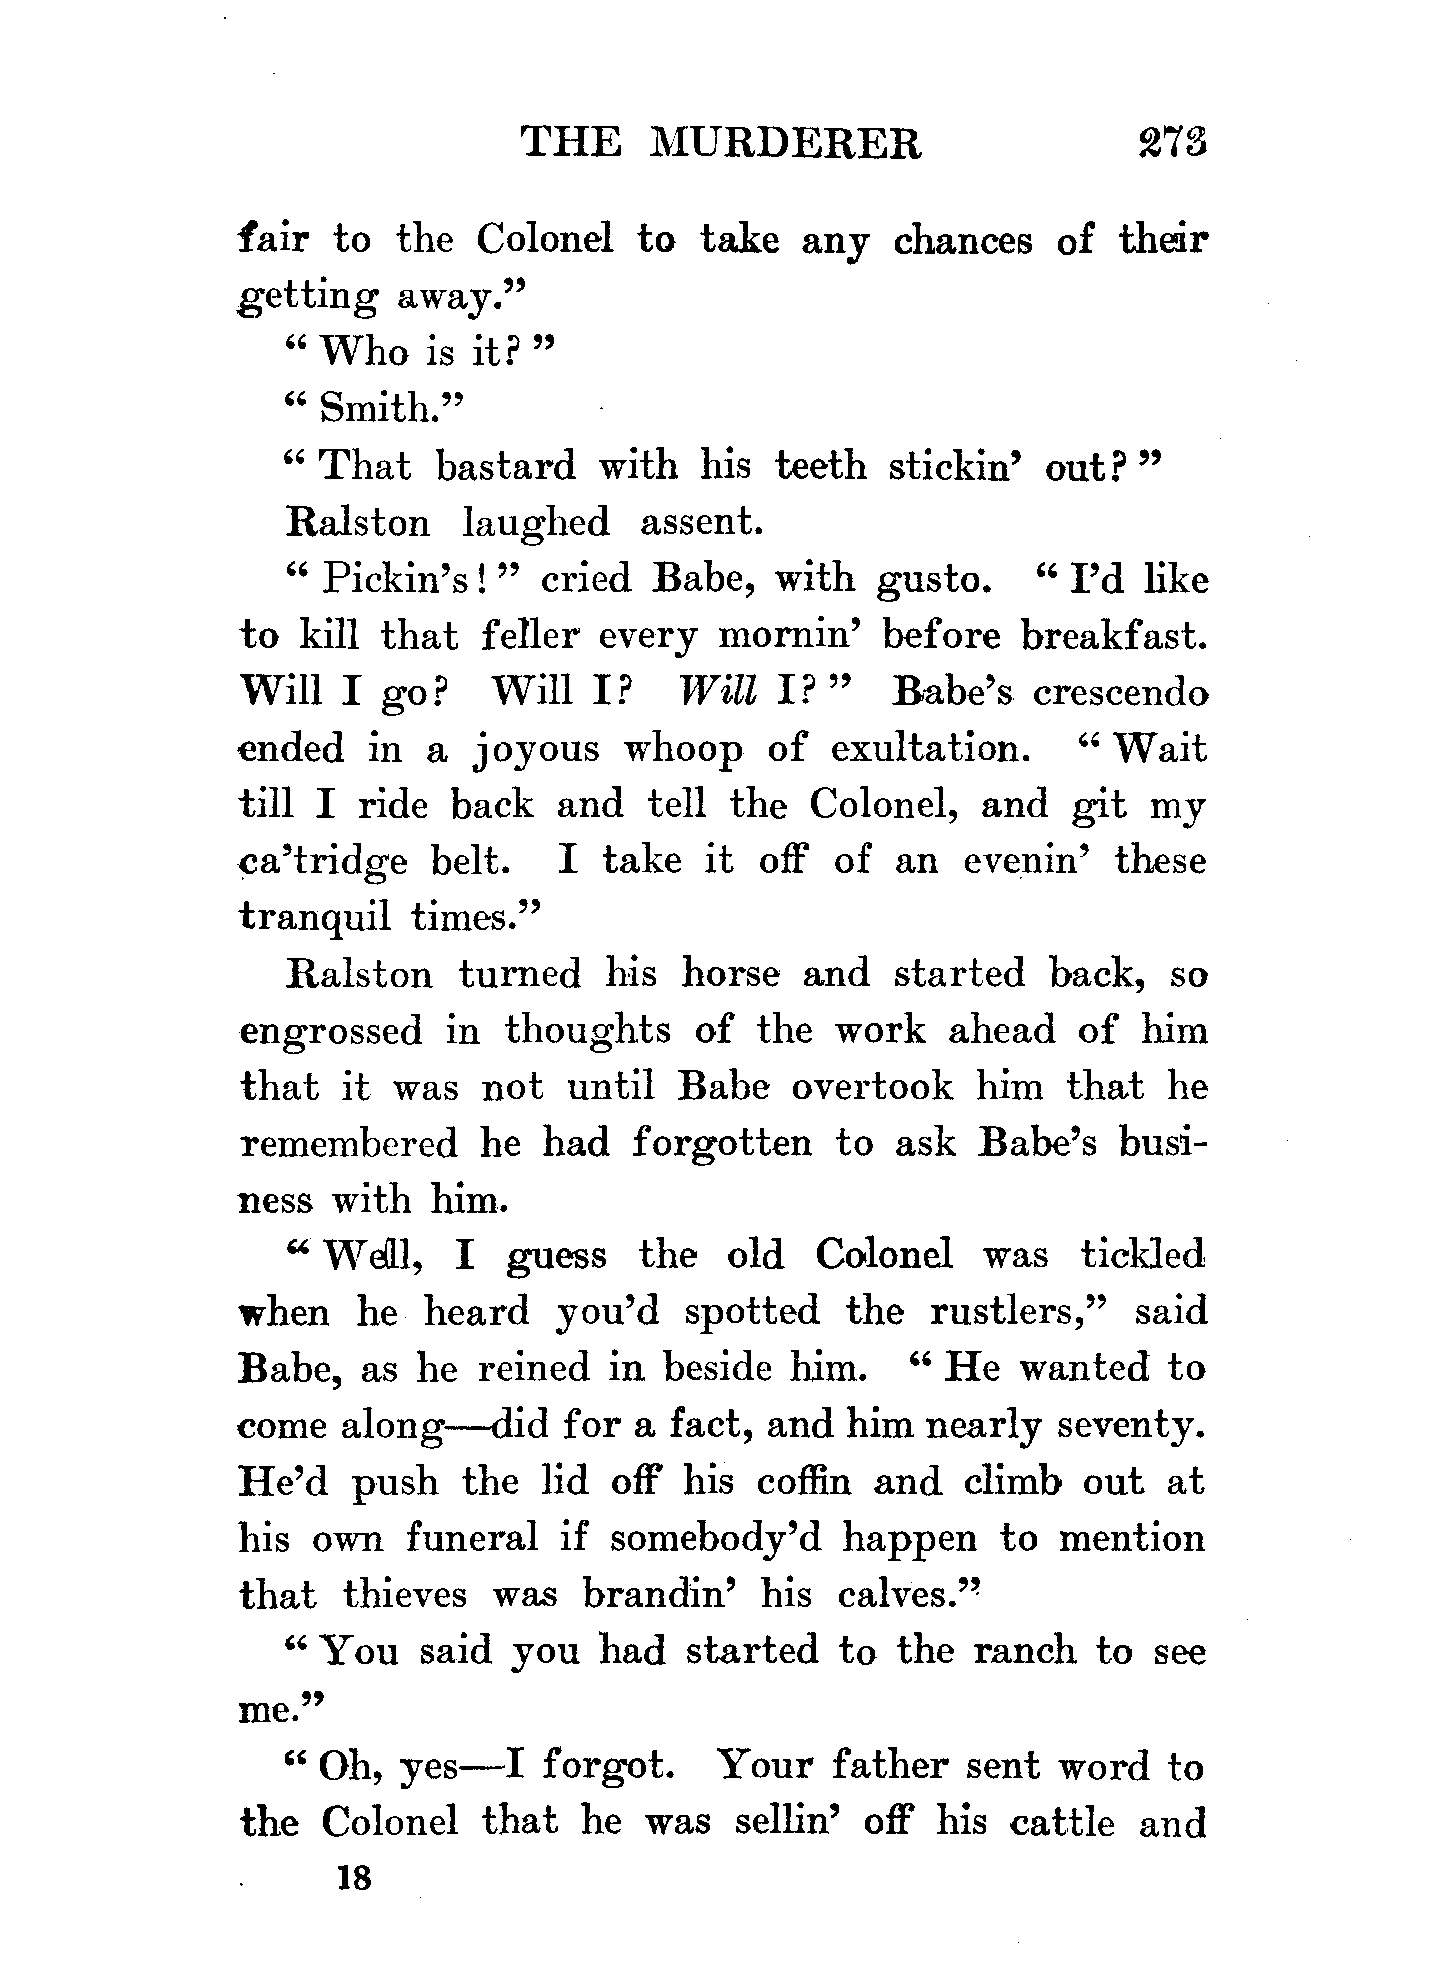 THE MURDERER 273
fair to the Colonel to take any chances of their
getting away."
" Who is it? "
" Smith."
" That bastard with his teeth stickin' out? "
Ralston laughed assent.
" Pickin's! " cried Babe, with gusto. " I'd like
to kill that feller every mornin' before breakfast.
Will I go? Will I? Will I? " Babe's crescendo
ended in a joyous whoop of exultation. " Wait
till I ride back and tell the Colonel, and git my
ca'tridge belt. I take it off of an evenin' these
tranquil times."
Ralston turned his horse and started back, so
engrossed in thoughts of the work ahead of him
that it was not until Babe overtook him that he
remembered he had forgotten to ask Babe's busi-
ness with him.
" Well, I guess the old Colonel was tickled
when he heard you'd spotted the rustlers," said
Babe, as he reined in beside him. " He wanted to
come along—did for a fact, and him nearly seventy.
He'd push the lid off his coffin and climb out at
his own funeral if somebody'd happen to mention
that thieves was brandin' his calves."
" You said you had started to the ranch to see
me."
" Oh, yes—I forgot. Your father sent word to
the Colonel that he was sellin' off his cattle and
18